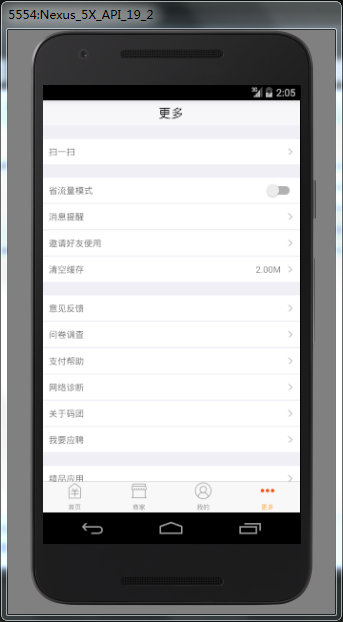 5554:Nexus_5X_API_19_2
3G 2:05
更多
扫一扫
省流量模式
消息提醒
邀请好友使用
清空缓存 2.00M
意见反馈
问卷调查
支付帮助
网络诊断
关于码团
我要应聘
精品应用
首页 商家 我的 更多